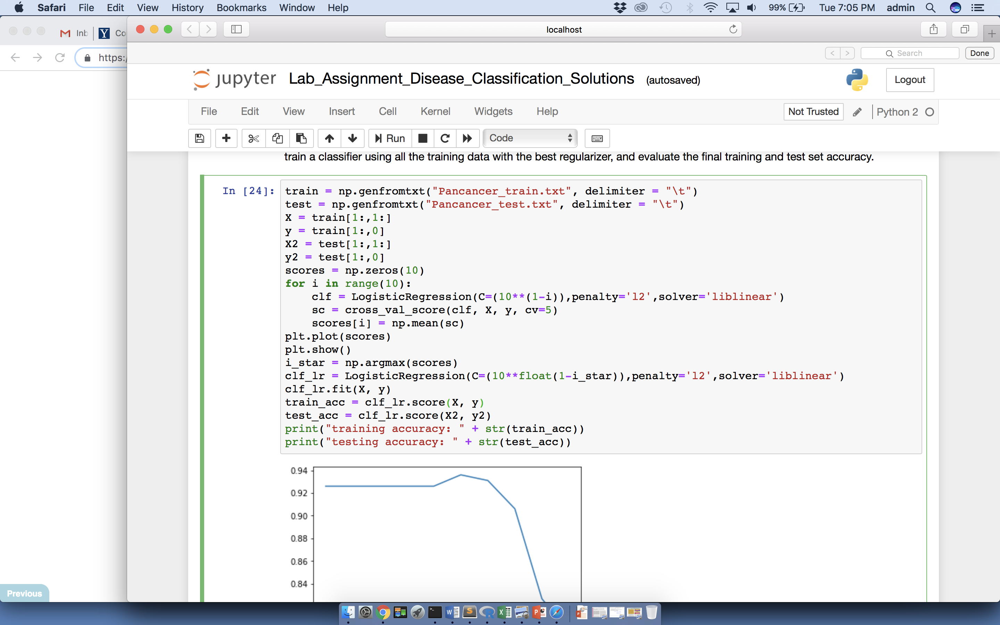 Safari File Edit View History Bookmarks Window Help 99% Tue 7:05 PM admin
Inb Co
localhost
https:/
Search Done
jupyter Lab_Assignment_Disease_Classification_Solutions (autosaved) Logout
File Edit View Insert Cell Kernel Widgets Help Not Trusted Python 2
Run Code
train a classifier using all the training data with the best regularizer, and evaluate the final training and test set accuracy.
In [24]: train = np.genfromtxt("Pancancer_train.txt", delimiter = "\t")
test = np.genfromtxt("Pancancer_test.txt", delimiter = "\t")
X = train[1:,1:]
y = train[1:,0]
X2 = test[1:,1:]
y2 = test[1:,0]
scores = np.zeros(10)
for i in range(10):
    clf = LogisticRegression(C=(10**(1-i)),penalty='l2',solver='liblinear')
    sc = cross_val_score(clf, X, y, cv=5)
    scores[i] = np.mean(sc)
plt.plot(scores)
plt.show()
i_star = np.argmax(scores)
clf_lr = LogisticRegression(C=(10**float(1-i_star)),penalty='l2',solver='liblinear')
clf_lr.fit(X, y)
train_acc = clf_lr.score(X, y)
test_acc = clf_lr.score(X2, y2)
print("training accuracy: " + str(train_acc))
print("testing accuracy: " + str(test_acc))
0.94
0.92
0.90
0.88
0.86
0.84
Previous